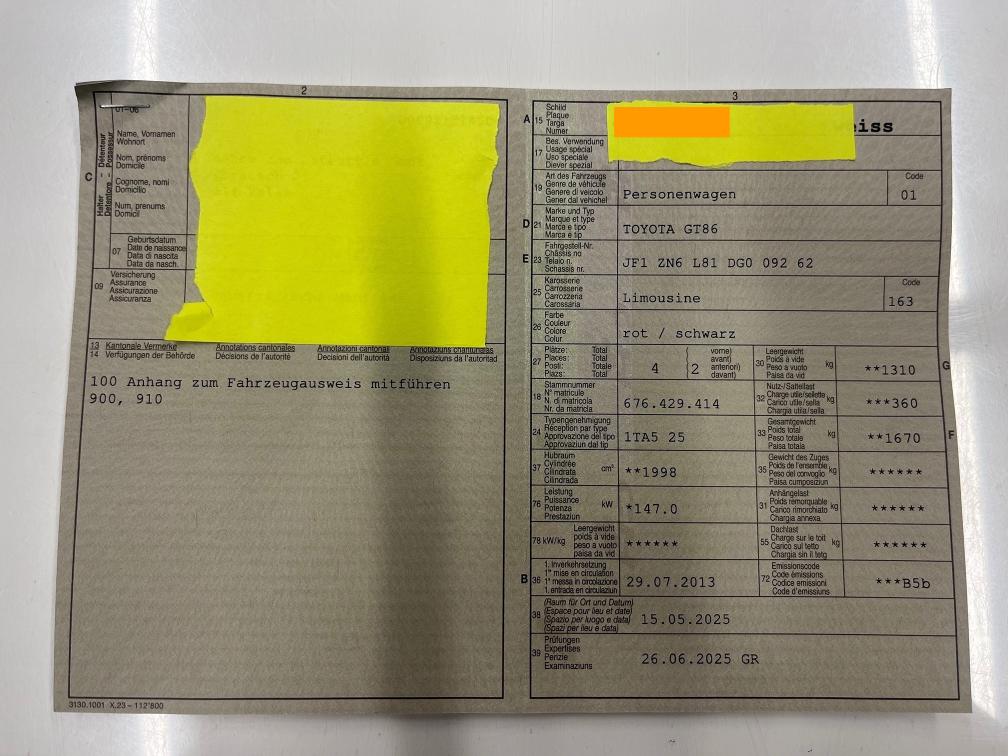 2
01-06
Halter - Détenteur
Detentore - Possessur
C
Name, Vornamen
Wohnort
Nom, prénoms
Domicile
Cognome, nomi
Domicilio
Num, prenums
Domicil
07
Geburtsdatum
Date de naissance
Data di nascita
Data da nasch.
09
Versicherung
Assurance
Assicurazione
Assicuranza
13 Kantonale Vermerke Annotations cantonales Annotazioni cantonali Annotaziuns chantunalas
14 Verfügungen der Behörde Décisions de l'autorité Decisioni dell'autorità Disposiziuns da l'autoritad
100 Anhang zum Fahrzeugausweis mitführen
900, 910
3130.1001 X.23 – 112'800
3
A 15
Schild
Plaque
Targa
Numer
eiss
17
Bes. Verwendung
Usage spécial
Uso speciale
Diever spezial
19
Art des Fahrzeugs
Genre de véhicule
Genere di veicolo
Gener dal vehichel
Personenwagen
Code
01
D 21
Marke und Typ
Marque et type
Marca e tipo
Marca e tip
TOYOTA GT86
E 23
Fahrgestell-Nr.
Châssis no
Telaio n.
Schassis nr.
JF1 ZN6 L81 DG0 092 62
25
Karosserie
Carrosserie
Carrozzeria
Carossaria
Limousine
Code
163
26
Farbe
Couleur
Colore
Colur
rot / schwarz
27
Plätze: Total
Places: Total
Posti: Totale
Plazs: Total
4
2
vorne)
avant)
anteriori)
davant)
30
Leergewicht
Poids à vide
Peso a vuoto
Paisa da vid
kg
**1310
G
18
Stammnummer
N° matricule
N. di matricola
Nr. da matricla
676.429.414
32
Nutz-/Sattellast
Charge utile/sellette
Carico utile/sella
Chargia utila/sella
kg
***360
24
Typengenehmigung
Réception par type
Approvazione del tipo
Approvaziun dal tip
1TA5 25
33
Gesamtgewicht
Poids total
Peso totale
Paisa totala
kg
**1670
F
37
Hubraum
Cylindrée
Cilindrata
Cilindrada
cm³
**1998
35
Gewicht des Zuges
Poids de l'ensemble
Peso del convoglio
Paisa cumposiziun
kg
******
76
Leistung
Puissance
Potenza
Prestaziun
kW
*147.0
31
Anhängelast
Poids remorquable
Carico rimorchiato
Chargia annexa
kg
******
78 kW/kg
Leergewicht
poids à vide
peso a vuoto
paisa da vid
******
55
Dachlast
Charge sur le toit
Carico sul tetto
Chargia sin il tetg
kg
******
B 36
1. Inverkehrsetzung
1re mise en circulation
1a messa in circolazione
1. entrada en circulaziun
29.07.2013
72
Emissionscode
Code émissions
Codice emissioni
Code d'emissiuns
***B5b
38
(Raum für Ort und Datum)
(Espace pour lieu et date)
(Spazio per luogo e data)
(Spazi per lieu e data)
15.05.2025
39
Prüfungen
Expertises
Perizie
Examinaziuns
26.06.2025 GR